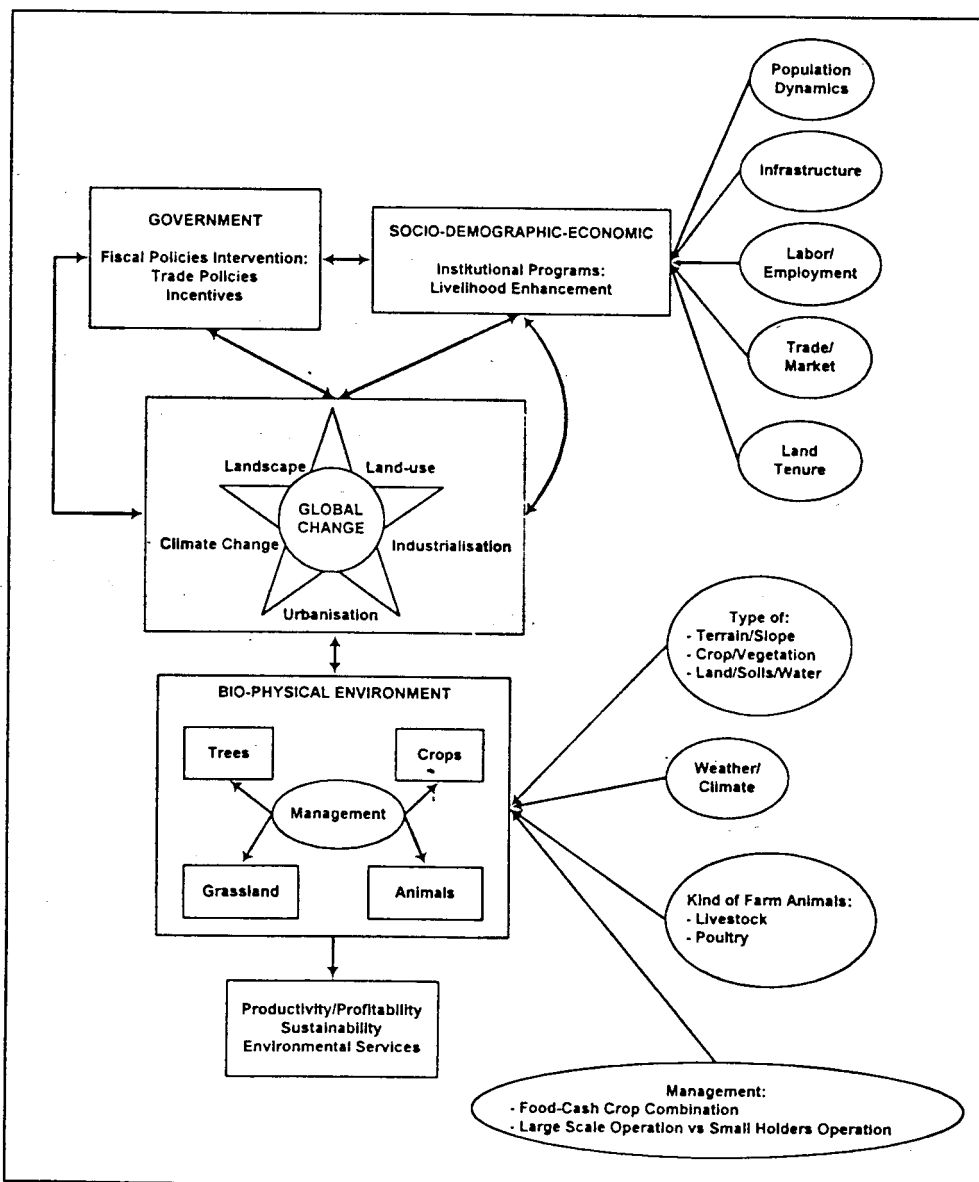 Population
Dynamics
Infrastructure
GOVERNMENT
Fiscal Policies Intervention:
Trade Policies
Incentives
SOCIO-DEMOGRAPHIC-ECONOMIC
Institutional Programs:
Livelihood Enhancement
Labor/
Employment
Trade/
Market
Land
Tenure
Landscape
Land-use
GLOBAL
CHANGE
Climate Change
Industrialisation
Urbanisation
Type of:
- Terrain/Slope
- Crop/Vegetation
- Land/Soils/Water
BIO-PHYSICAL ENVIRONMENT
Trees
Crops
Management
Grassland
Animals
Weather/
Climate
Kind of Farm Animals:
- Livestock
- Poultry
Productivity/Profitability
Sustainability
Environmental Services
Management:
- Food-Cash Crop Combination
- Large Scale Operation vs Small Holders Operation